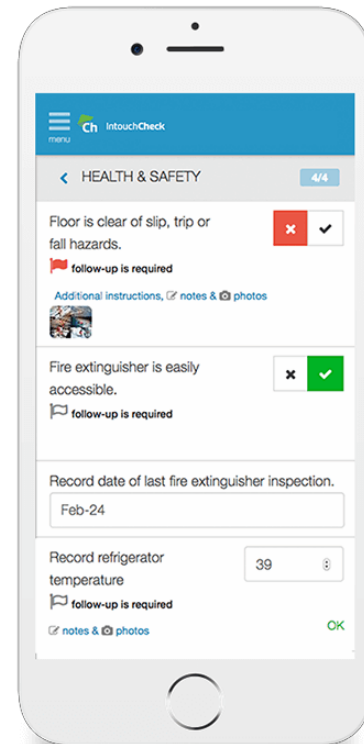 menu
Ch IntouchCheck
HEALTH & SAFETY 4/4
Floor is clear of slip, trip or
fall hazards.
follow-up is required
Additional instructions, notes & photos
Fire extinguisher is easily
accessible.
follow-up is required
Record date of last fire extinguisher inspection.
Feb-24
Record refrigerator
temperature
39
follow-up is required
notes & photos
OK